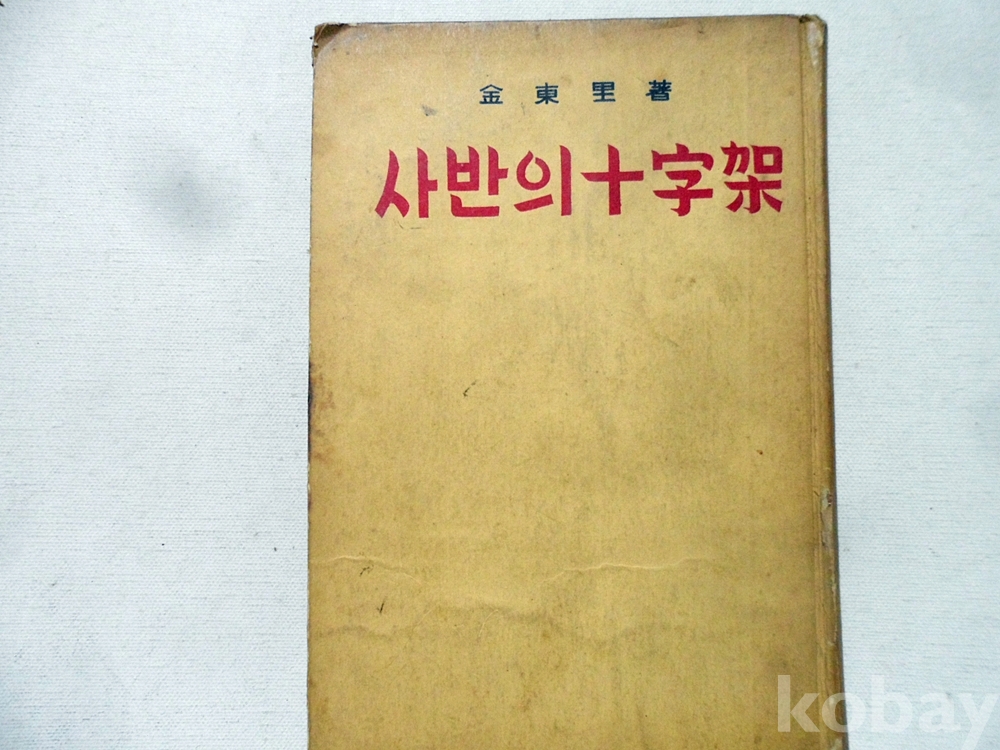 金東里 著
사반의 十字架
kobay